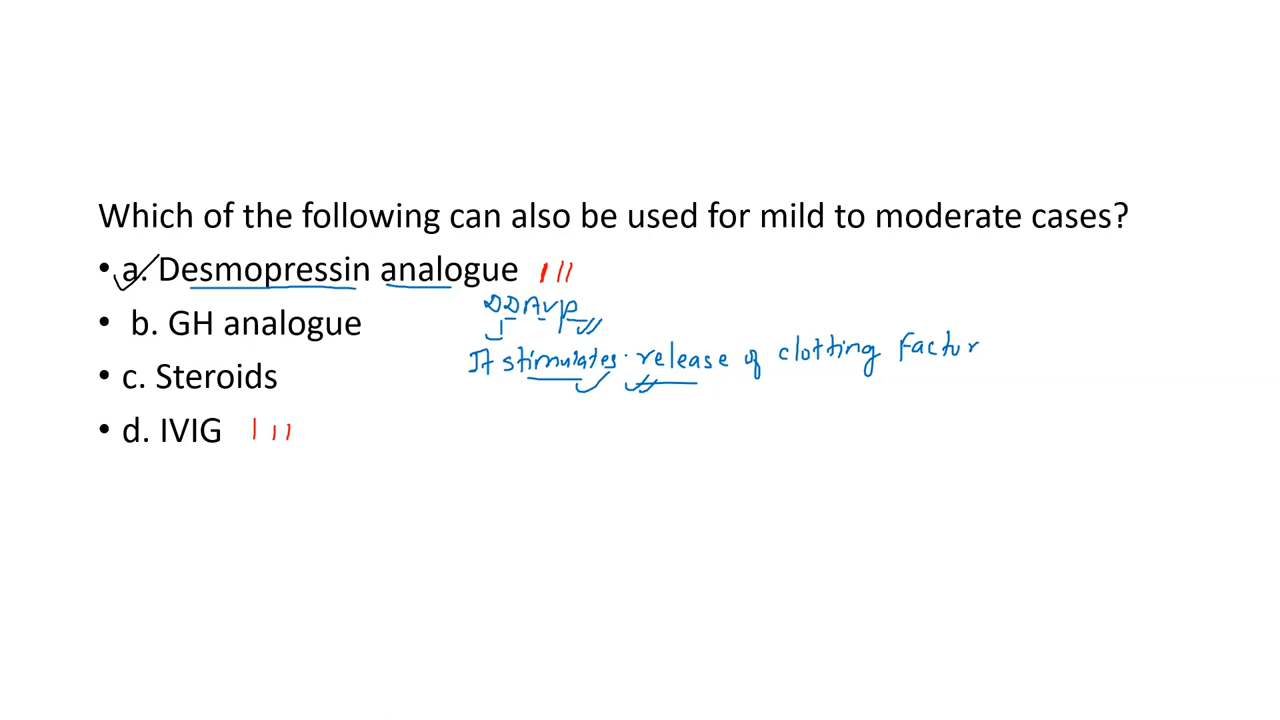 Which of the following can also be used for mild to moderate cases?
• a. Desmopressin analogue
DDAVP
• b. GH analogue
It stimulates release of clotting factor
• c. Steroids
• d. IVIG